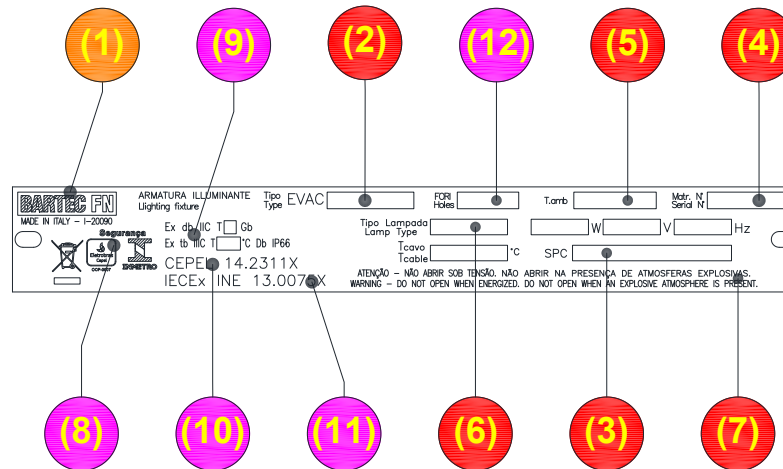 (1) (9) (2) (12) (5) (4)
BARTEC FN
MADE IN ITALY - I-20090
ARMATURA ILLUMINANTE
Llighting fixture
Tipo
Type EVAC
FORI
Holes
T.amb
Matr. N°
Serial N°
Segurança
Ex db IIC T Gb
Ex tb IIIC T °C Db IP66
CEPEL 14.2311X
IECEx INE 13.0075X
Tipo Lampada
Lamp Type
W V Hz
Tcavo
Tcable °C
SPC
INMETRO
ATENÇÃO - NÃO ABRIR SOB TENSÃO. NÃO ABRIR NA PRESENÇA DE ATMOSFERAS EXPLOSIVAS.
WARNING - DO NOT OPEN WHEN ENERGIZED. DO NOT OPEN WHEN AN EXPLOSIVE ATMOSPHERE IS PRESENT.
(8) (10) (11) (6) (3) (7)